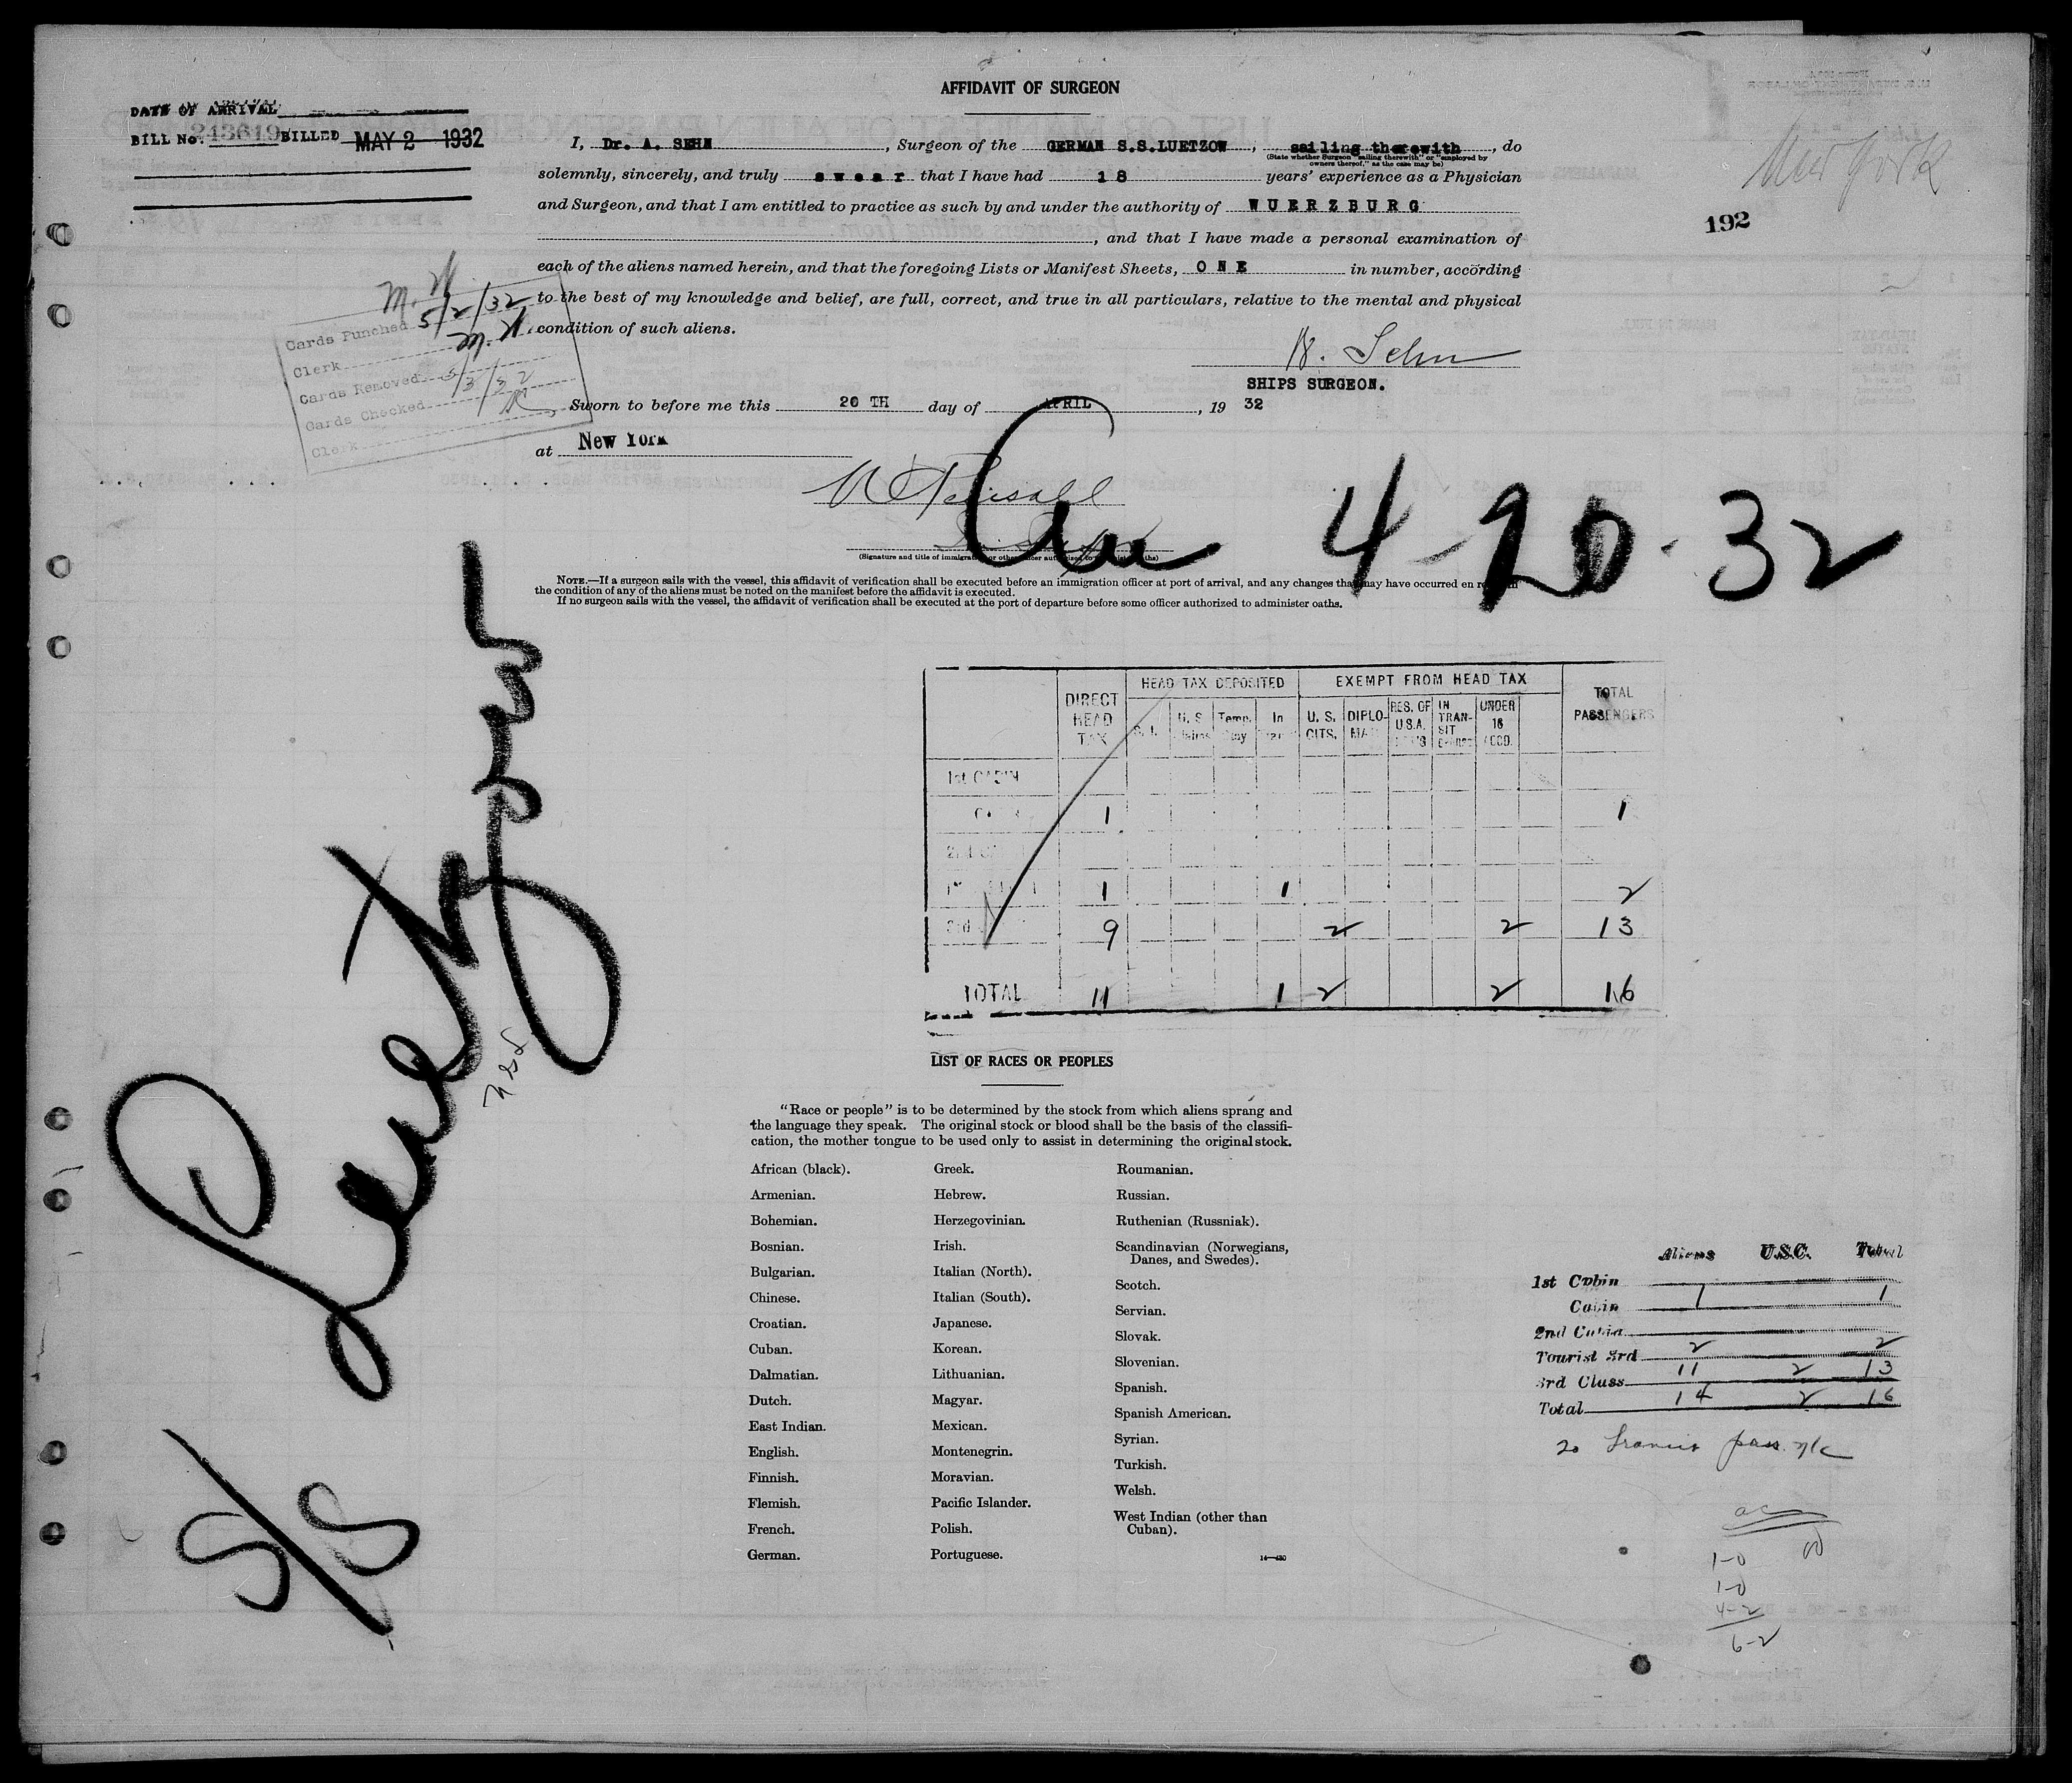 AFFIDAVIT OF SURGEON
DATE OF ARRIVAL
BILL No. 243619 BILLED MAY 2 1932
I, Dr. A. SEHN, Surgeon of the GERMAN S.S.LUETZOW, sailing therewith, do
(State whether Surgeon "sailing therewith" or "employed by
owners thereof," as the case may be)
solemnly, sincerely, and truly swear that I have had 18 years' experience as a Physician
and Surgeon, and that I am entitled to practice as such by and under the authority of WUERZBURG
, and that I have made a personal examination of
each of the aliens named herein, and that the foregoing Lists or Manifest Sheets, ONE in number, according
to the best of my knowledge and belief, are full, correct, and true in all particulars, relative to the mental and physical
condition of such aliens.
New York
192
M. H.
Cards Punched 5/2/32
Clerk M. H.
Cards Removed 5/3/32
Cards Checked
Clerk
Sehn
SHIPS SURGEON.
Sworn to before me this 20 TH day of APRIL, 19 32
at New York
4-20-32
(Signature and title of immigration or other officer authorized to administer oaths)
NOTE.—If a surgeon sails with the vessel, this affidavit of verification shall be executed before an immigration officer at port of arrival, and any changes that may have occurred en route in
the condition of any of the aliens must be noted on the manifest before the affidavit is executed.
If no surgeon sails with the vessel, the affidavit of verification shall be executed at the port of departure before some officer authorized to administer oaths.
S/S Luetzow
DIRECT HEAD TAX | HEAD TAX DEPOSITED | EXEMPT FROM HEAD TAX | TOTAL PASSENGERS
S. I. | U. S. | Temp. Stay | In Trans | U. S. CITS. | DIPLOMAT | RES. OF U.S.A. | IN TRANSIT | UNDER 16 ACCD.
1st CABIN
1 1
2nd
1 1 2
3rd 9 2 2 13
TOTAL 11 1 2 2 16
LIST OF RACES OR PEOPLES
"Race or people" is to be determined by the stock from which aliens sprang and
the language they speak. The original stock or blood shall be the basis of the classifi-
cation, the mother tongue to be used only to assist in determining the original stock.
African (black).
Armenian.
Bohemian.
Bosnian.
Bulgarian.
Chinese.
Croatian.
Cuban.
Dalmatian.
Dutch.
East Indian.
English.
Finnish.
Flemish.
French.
German.
Greek.
Hebrew.
Herzegovinian.
Irish.
Italian (North).
Italian (South).
Japanese.
Korean.
Lithuanian.
Magyar.
Mexican.
Montenegrin.
Moravian.
Pacific Islander.
Polish.
Portuguese.
Roumanian.
Russian.
Ruthenian (Russniak).
Scandinavian (Norwegians,
Danes, and Swedes).
Scotch.
Servian.
Slovak.
Slovenian.
Spanish.
Spanish American.
Syrian.
Turkish.
Welsh.
West Indian (other than
Cuban).
14—430
Aliens U.S.C. Total
1st Cabin
Cabin 1 1
2nd Cabin
Tourist 3rd 2 2
3rd Class 11 2 13
Total 14 2 16
20 Transit pass.
1-0
1-0
4-2
6-2